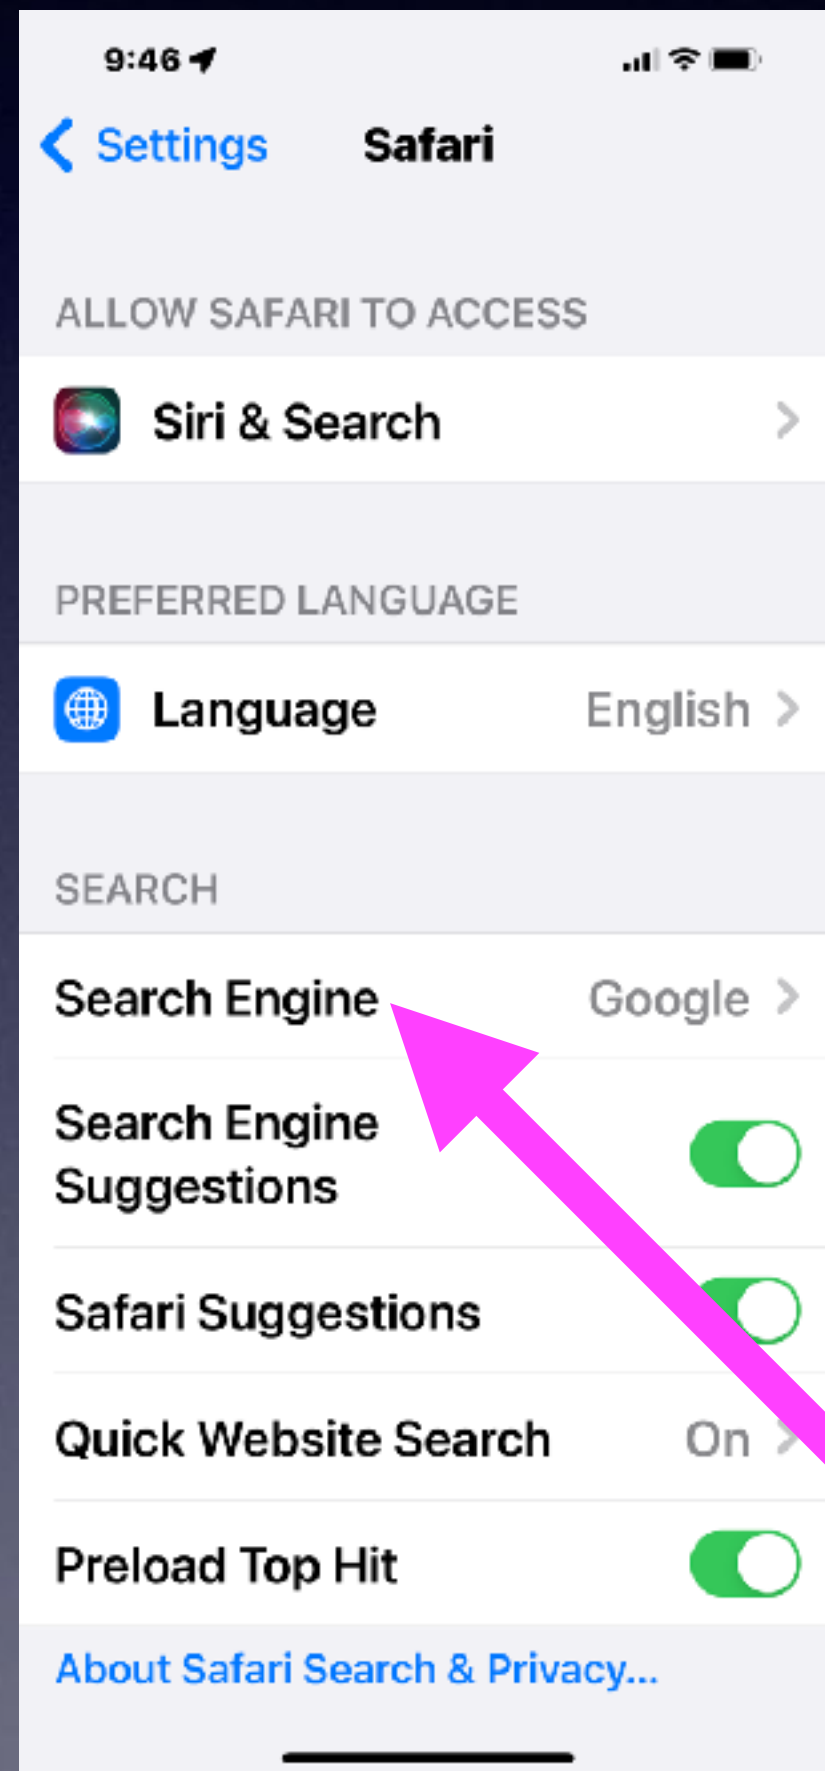 9:46
Settings Safari
ALLOW SAFARI TO ACCESS
Siri & Search
PREFERRED LANGUAGE
Language English
SEARCH
Search Engine Google
Search Engine
Suggestions
Safari Suggestions
Quick Website Search On
Preload Top Hit
About Safari Search & Privacy...